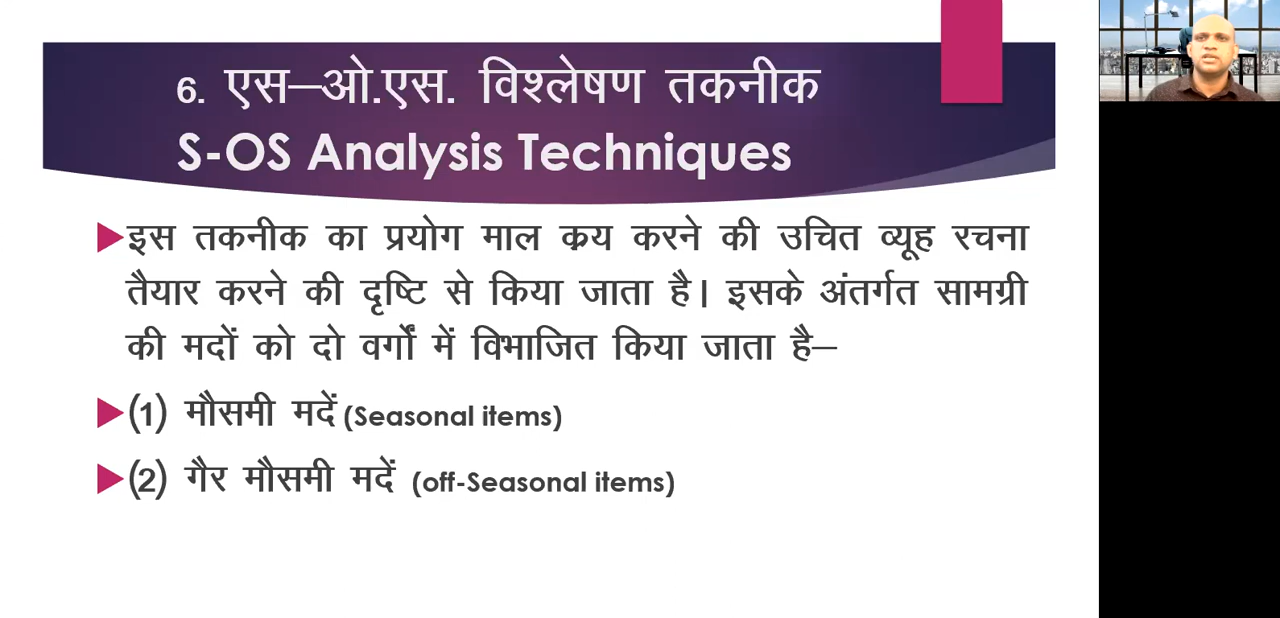 6. एस–ओ.एस. विश्लेषण तकनीक
S-OS Analysis Techniques
इस तकनीक का प्रयोग माल क्रय करने की उचित व्यूह रचना
तैयार करने की दृष्टि से किया जाता है। इसके अंतर्गत सामग्री
की मदों को दो वर्गों में विभाजित किया जाता है–
(1) मौसमी मदें (Seasonal items)
(2) गैर मौसमी मदें (off-Seasonal items)